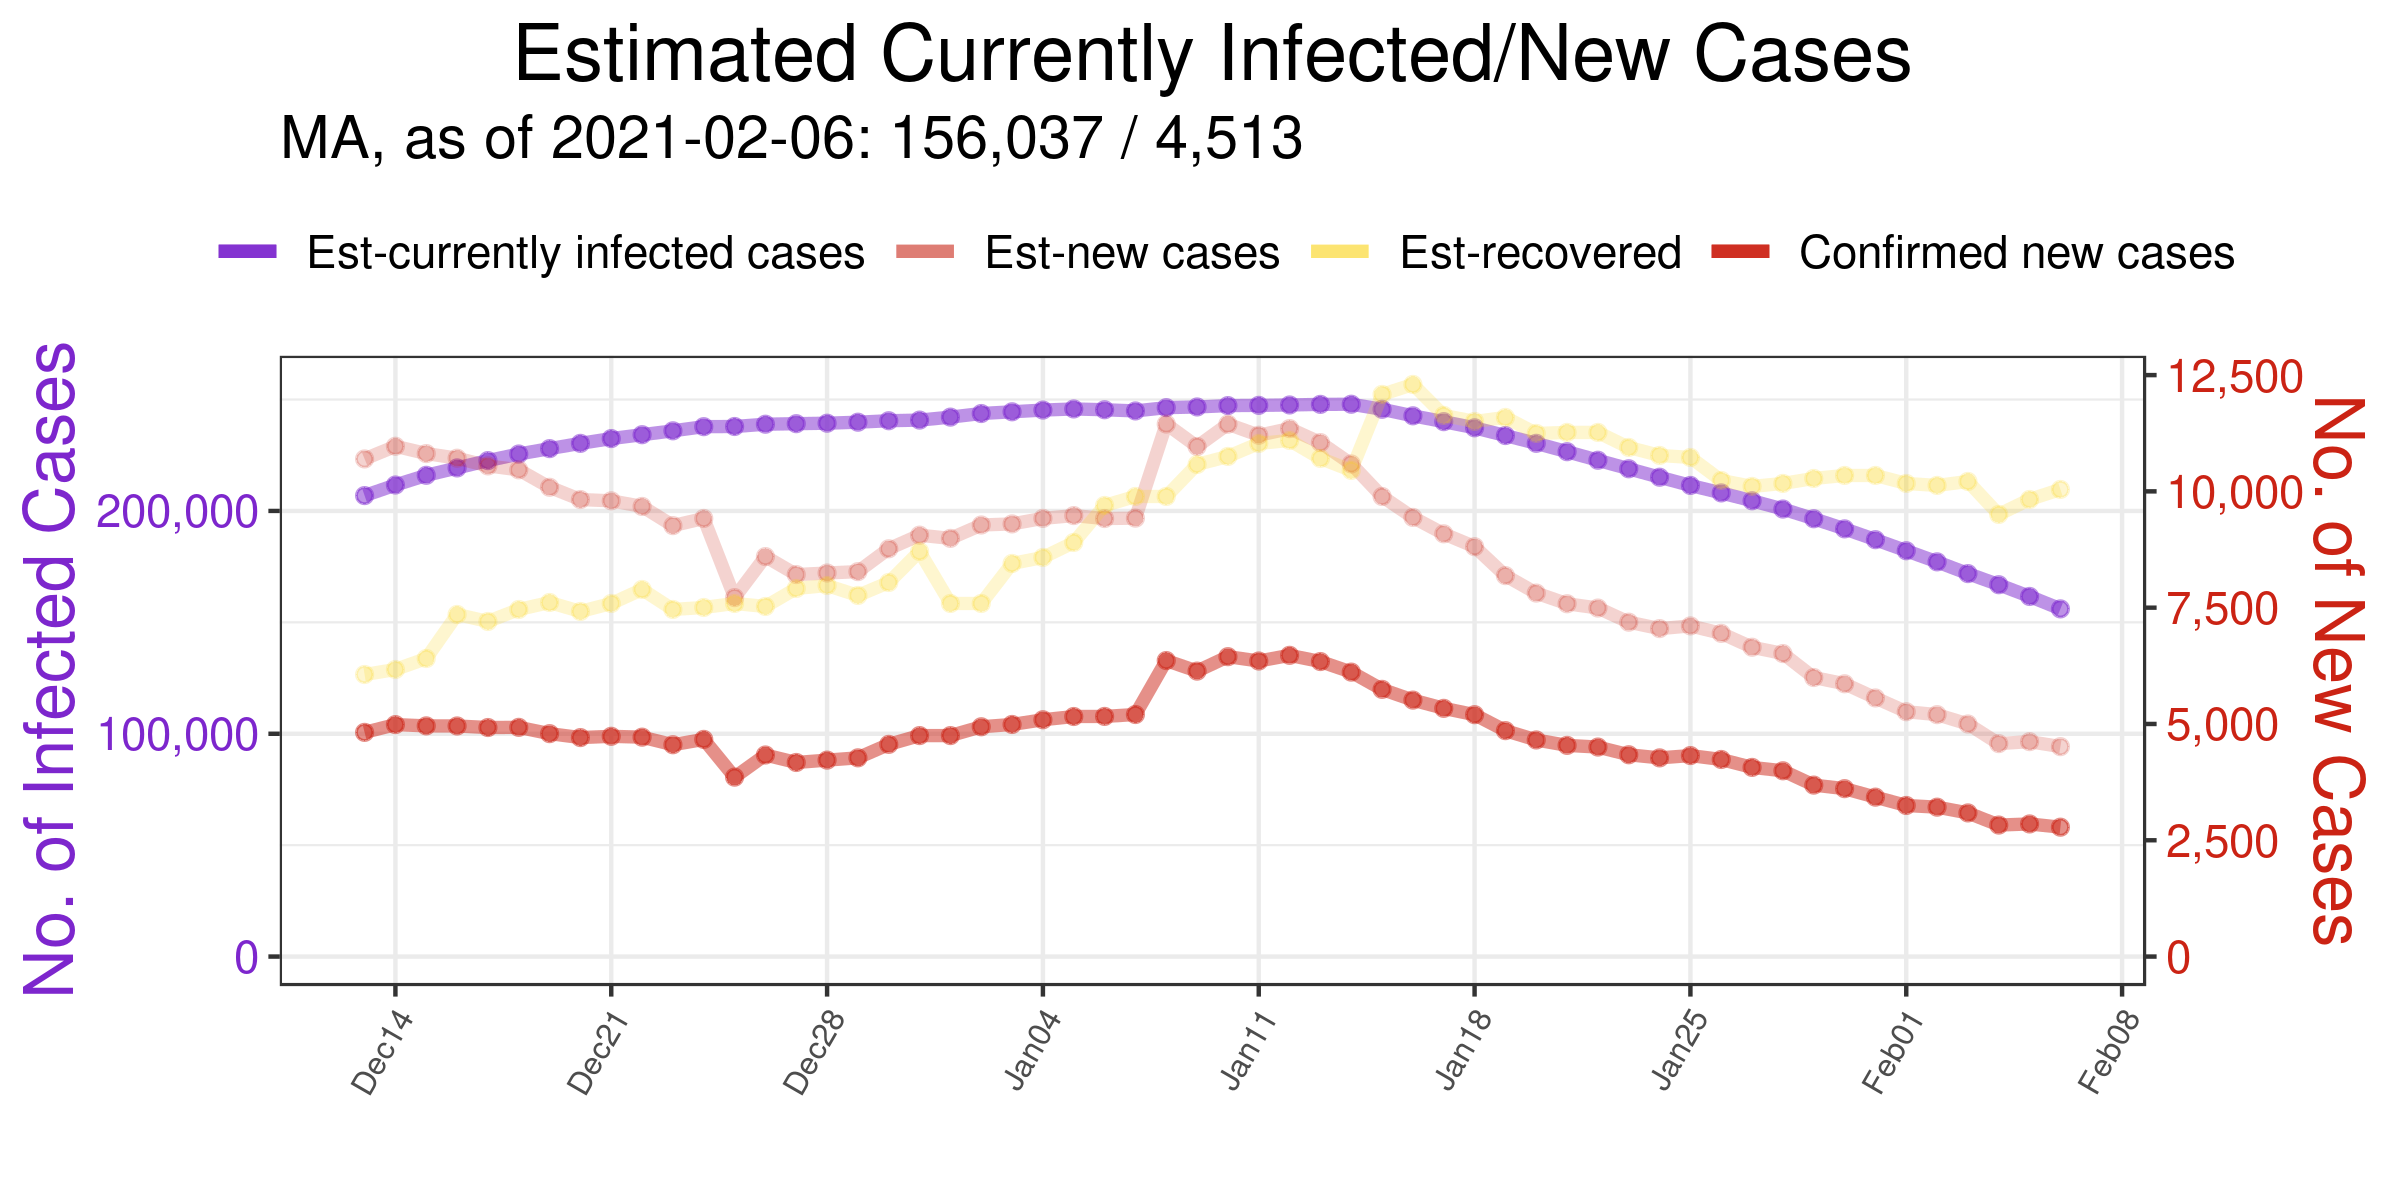 Estimated Currently Infected/New Cases
MA, as of 2021-02-06: 156,037 / 4,513
Est-currently infected cases Est-new cases Est-recovered Confirmed new cases
No. of Infected Cases
200,000
100,000
0
12,500
10,000
7,500
5,000
2,500
0
No. of New Cases
Dec14 Dec21 Dec28 Jan04 Jan11 Jan18 Jan25 Feb01 Feb08